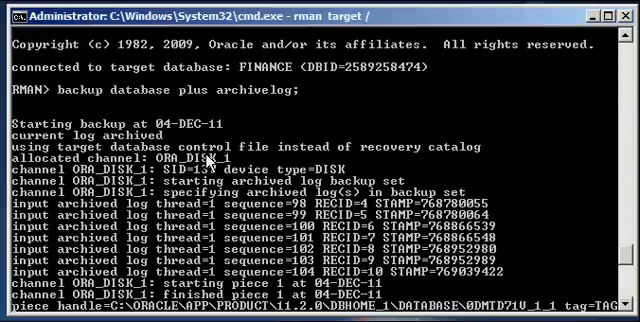 Administrator: C:\Windows\System32\cmd.exe - rman target /
Copyright (c) 1982, 2009, Oracle and/or its affiliates.  All rights reserved.
connected to target database: FINANCE (DBID=2589258474)
RMAN> backup database plus archivelog;
Starting backup at 04-DEC-11
current log archived
using target database control file instead of recovery catalog
allocated channel: ORA_DISK_1
channel ORA_DISK_1: device type=DISK
channel ORA_DISK_1: starting archived log backup set
channel ORA_DISK_1: specifying archived log(s) in backup set
input archived log thread=1 sequence=98 RECID=4 STAMP=768780055
input archived log thread=1 sequence=99 RECID=5 STAMP=768780064
input archived log thread=1 sequence=100 RECID=6 STAMP=768866539
input archived log thread=1 sequence=101 RECID=7 STAMP=768866548
input archived log thread=1 sequence=102 RECID=8 STAMP=768952980
input archived log thread=1 sequence=103 RECID=9 STAMP=768952989
input archived log thread=1 sequence=104 RECID=10 STAMP=769039422
channel ORA_DISK_1: starting piece 1 at 04-DEC-11
channel ORA_DISK_1: finished piece 1 at 04-DEC-11
piece handle=C:\ORACLE\APP\PRODUCT\11.2.0\DBHOME_1\DATABASE\0DMTD71V_1_1 tag=TAG